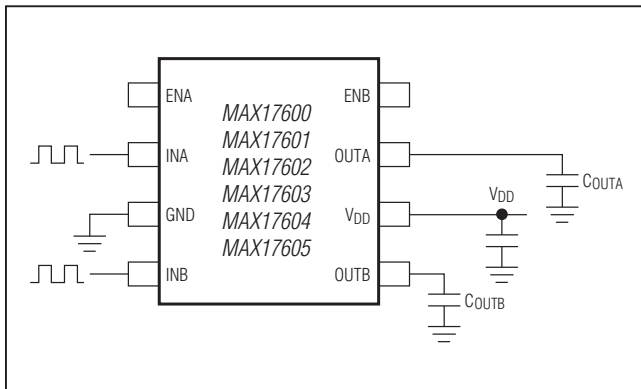 ENA
ENB
MAX17600
MAX17601
MAX17602
MAX17603
MAX17604
MAX17605
INA
OUTA
COUTA
GND
VDD
VDD
INB
OUTB
COUTB